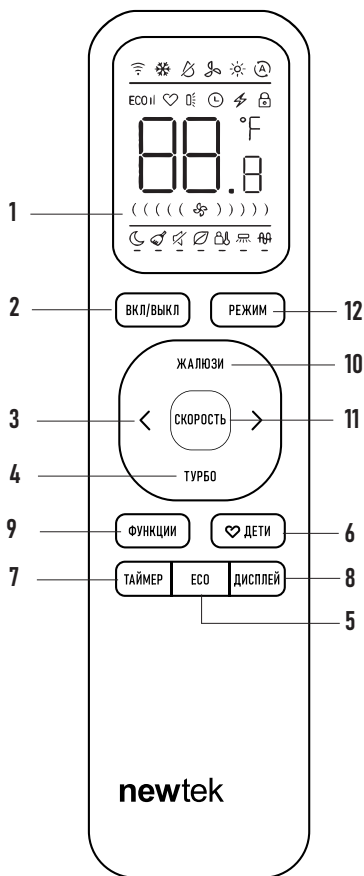 ECO
°F
88.8
1
2
ВКЛ/ВЫКЛ
РЕЖИМ
12
ЖАЛЮЗИ
10
3
<
СКОРОСТЬ
>
11
4
ТУРБО
9
ФУНКЦИИ
ДЕТИ
6
7
ТАЙМЕР
ECO
ДИСПЛЕЙ
8
5
newtek